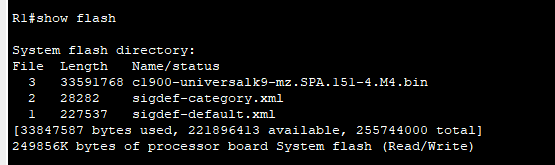 R1#show flash
System flash directory:
File  Length   Name/status
  3   33591768 c1900-universalk9-mz.SPA.151-4.M4.bin
  2   28282    sigdef-category.xml
  1   227537   sigdef-default.xml
[33847587 bytes used, 221896413 available, 255744000 total]
249856K bytes of processor board System flash (Read/Write)